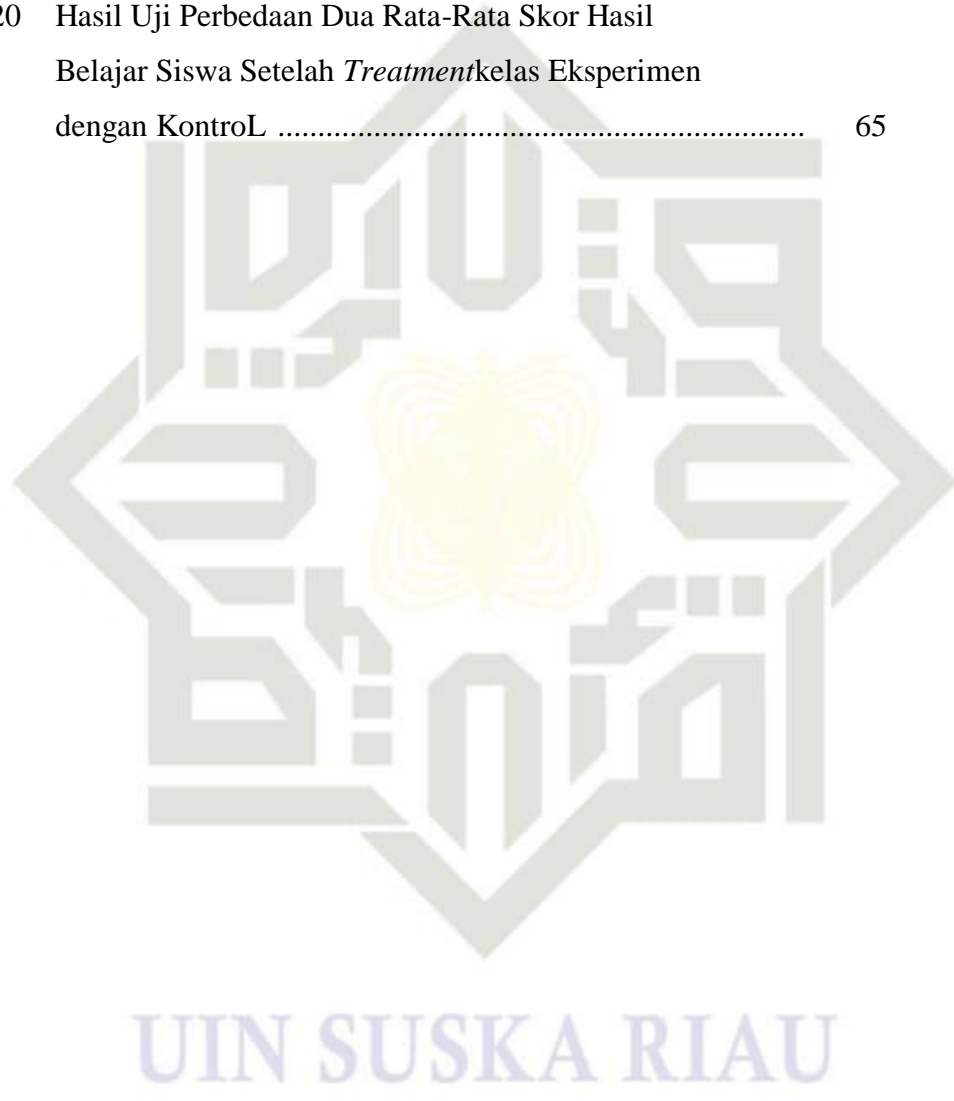 20 Hasil Uji Perbedaan Dua Rata-Rata Skor Hasil
Belajar Siswa Setelah Treatmentkelas Eksperimen
dengan KontroL .................................................................. 65
UIN SUSKA RIAU